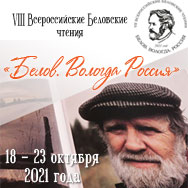 VIII Всероссийские Беловские
чтения
«Белов. Вологда. Россия»
18 – 23 октября
2021 года